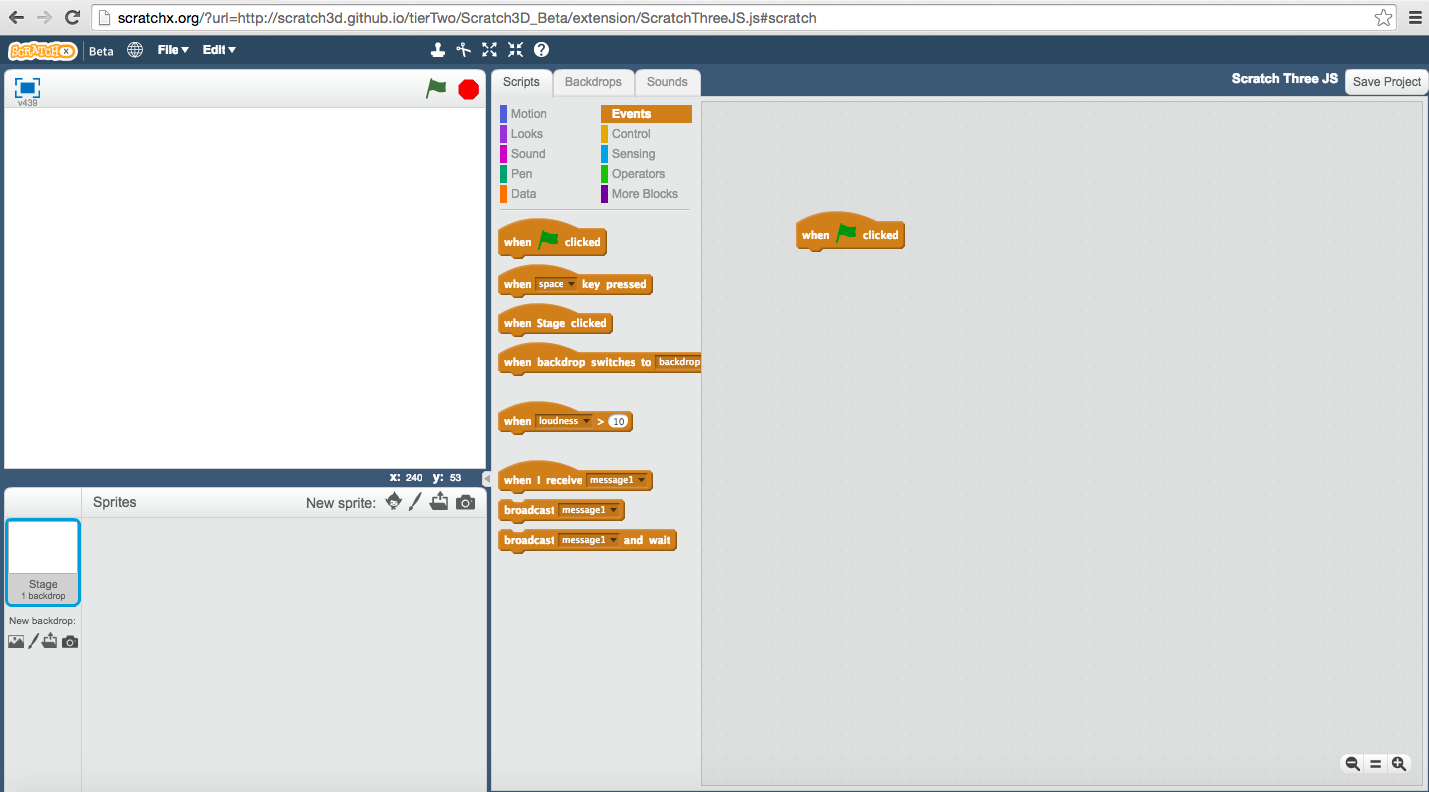 scratchx.org/?url=http://scratch3d.github.io/tierTwo/Scratch3D_Beta/extension/ScratchThreeJS.js#scratch
SCRATCH X Beta File Edit ?
v439
Scripts Backdrops Sounds
Scratch Three JS Save Project
Motion Events
Looks Control
Sound Sensing
Pen Operators
Data More Blocks
when clicked
when space key pressed
when Stage clicked
when backdrop switches to backdrop
when loudness > 10
when I receive message1
broadcast message1
broadcast message1 and wait
when clicked
x: 240 y: 53
Sprites New sprite:
Stage
1 backdrop
New backdrop: